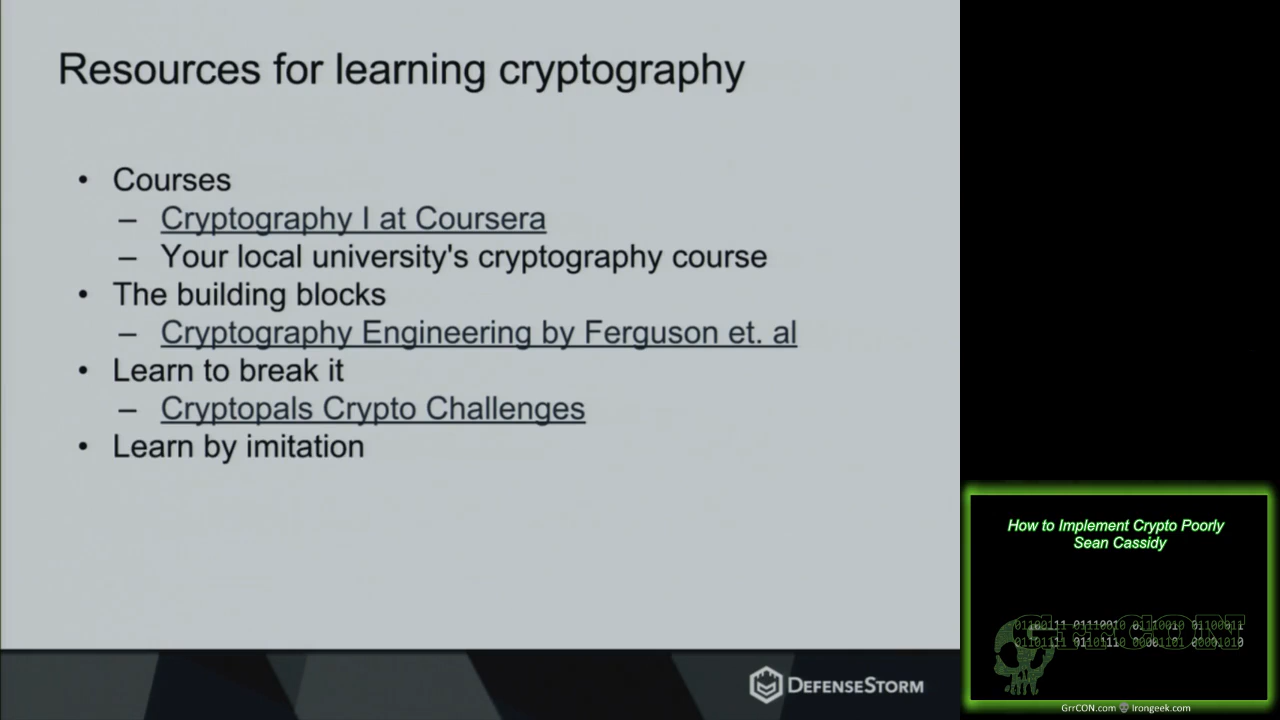 Resources for learning cryptography
• Courses
– Cryptography I at Coursera
– Your local university's cryptography course
• The building blocks
– Cryptography Engineering by Ferguson et. al
• Learn to break it
– Cryptopals Crypto Challenges
• Learn by imitation
DEFENSESTORM
How to Implement Crypto Poorly
Sean Cassidy
GrrCON
GrrCON.com Irongeek.com